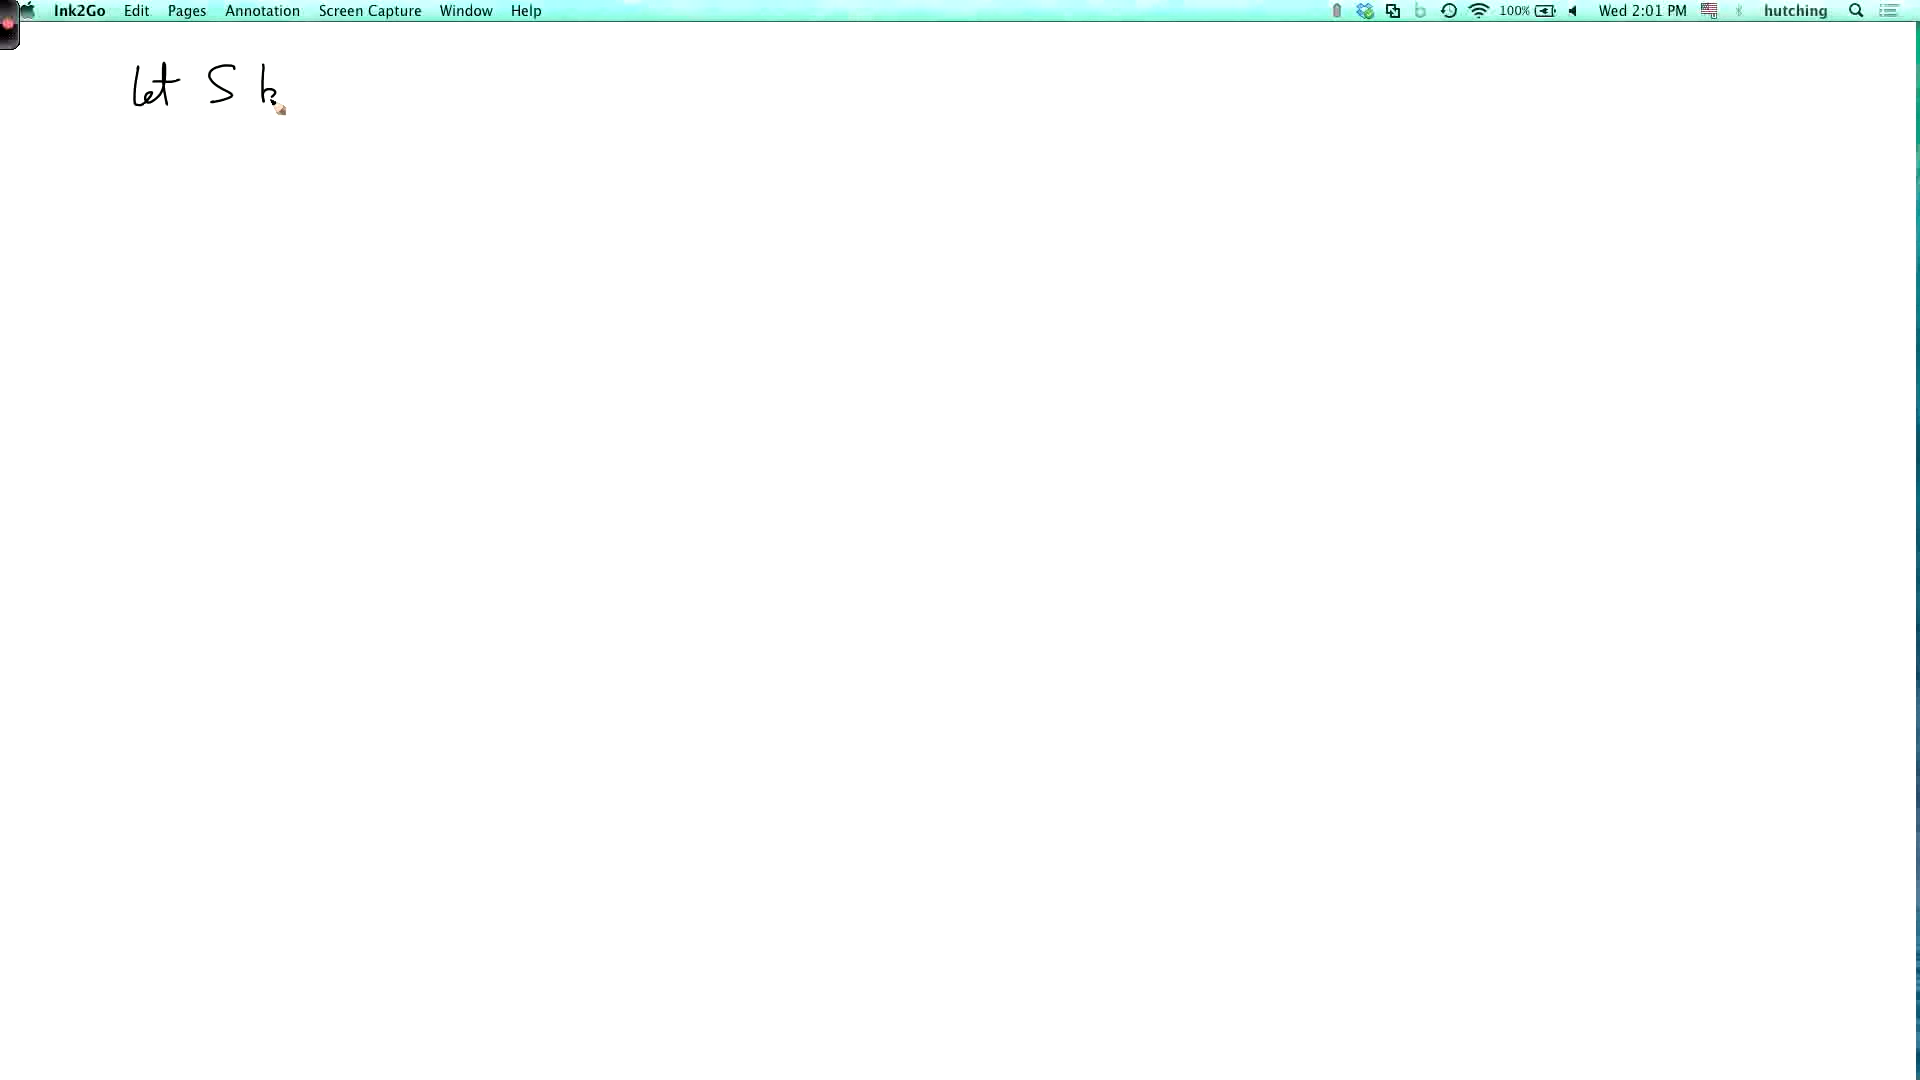 Ink2Go Edit Pages Annotation Screen Capture Window Help 100% Wed 2:01 PM hutching
Let S b